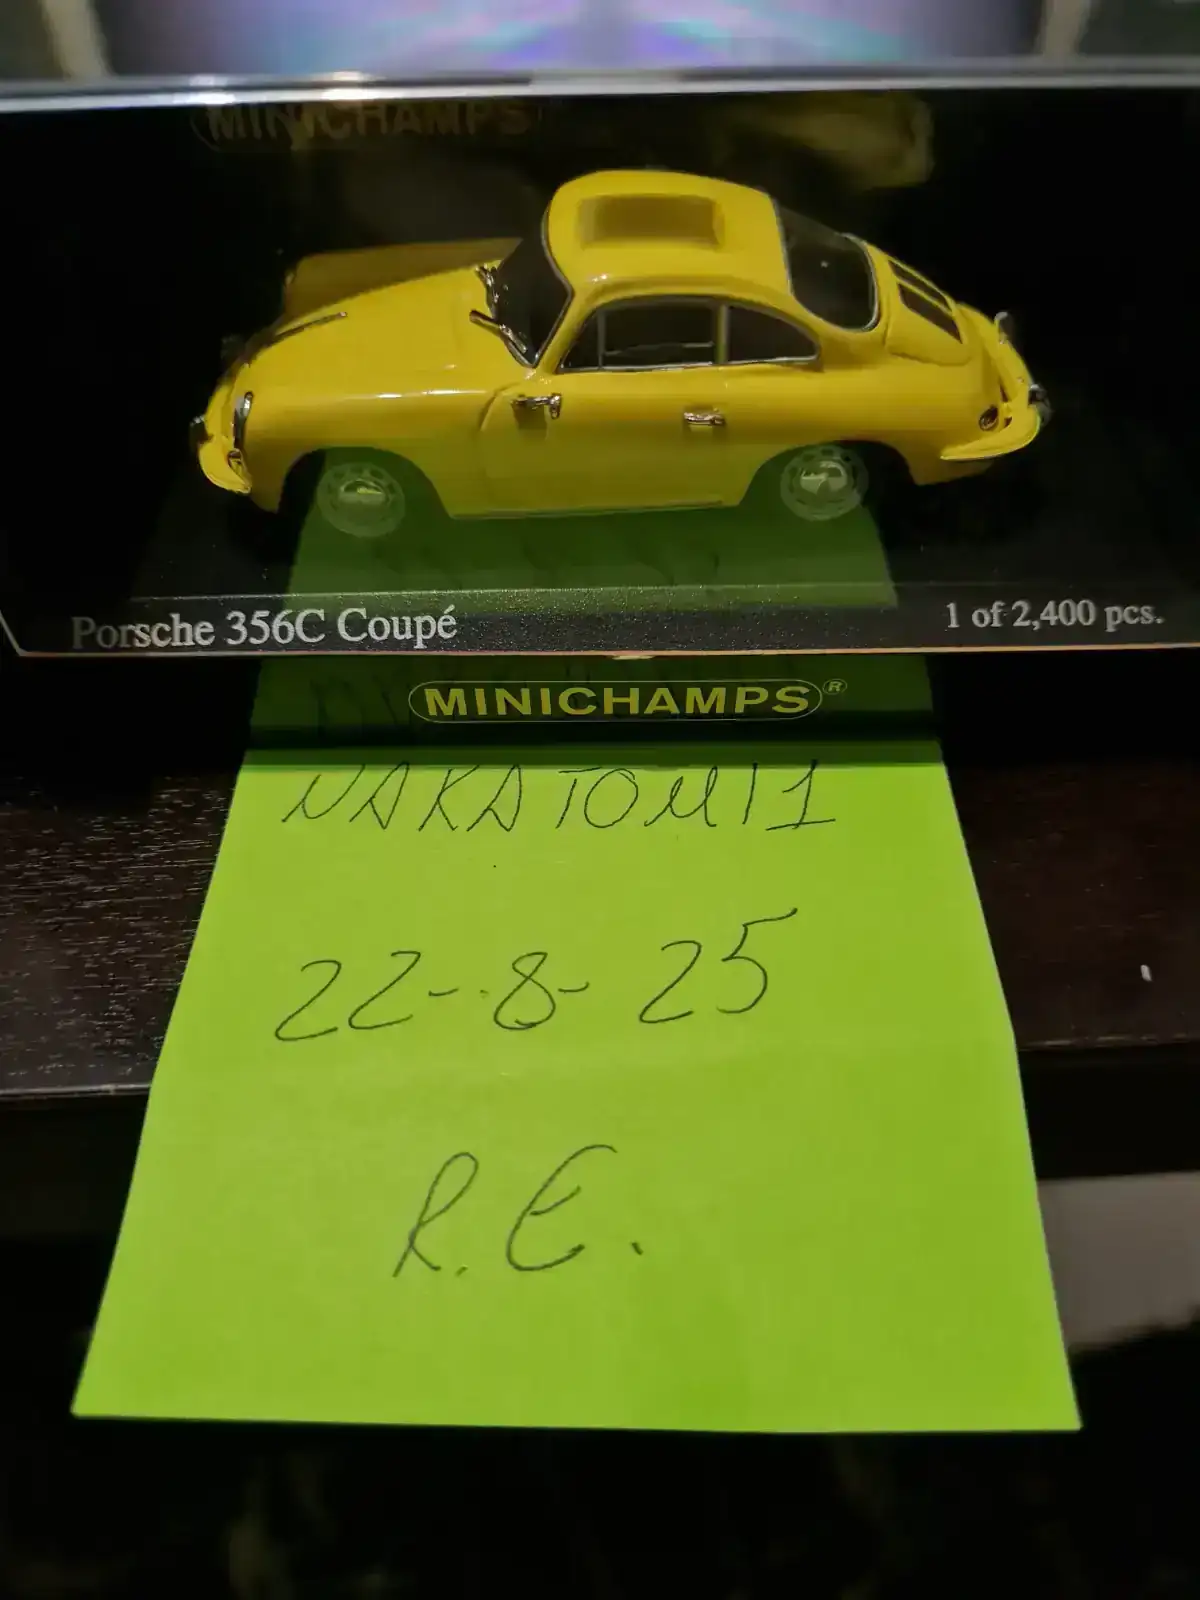 MINICHAMPS
Porsche 356C Coupé
1 of 2,400 pcs.
MINICHAMPS®
NAKATOMI1
22-8-25
R.E.